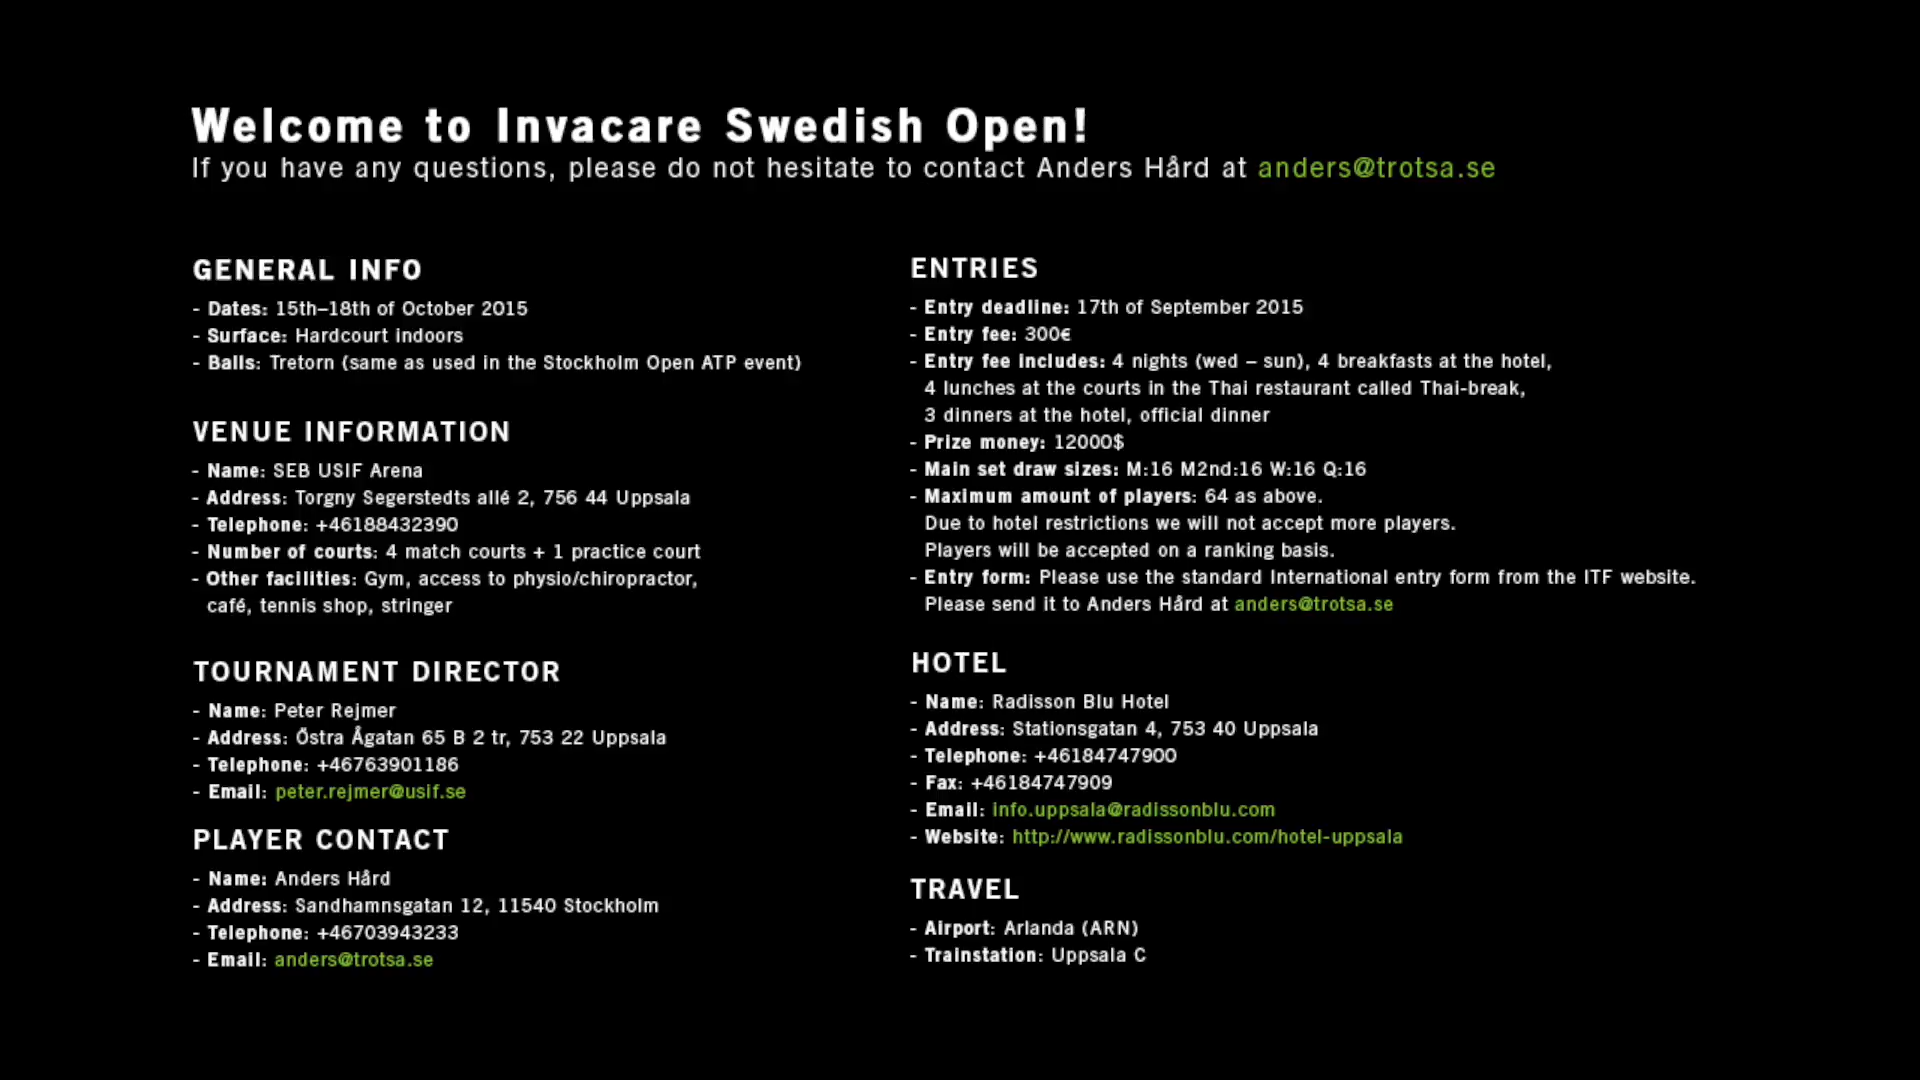 Welcome to Invacare Swedish Open!
If you have any questions, please do not hesitate to contact Anders Hård at anders@trotsa.se
GENERAL INFO
- Dates: 15th–18th of October 2015
- Surface: Hardcourt indoors
- Balls: Tretorn (same as used in the Stockholm Open ATP event)
VENUE INFORMATION
- Name: SEB USIF Arena
- Address: Torgny Segerstedts allé 2, 756 44 Uppsala
- Telephone: +46188432390
- Number of courts: 4 match courts + 1 practice court
- Other facilities: Gym, access to physio/chiropractor,
café, tennis shop, stringer
TOURNAMENT DIRECTOR
- Name: Peter Rejmer
- Address: Östra Ågatan 65 B 2 tr, 753 22 Uppsala
- Telephone: +46763901186
- Email: peter.rejmer@usif.se
PLAYER CONTACT
- Name: Anders Hård
- Address: Sandhamnsgatan 12, 11540 Stockholm
- Telephone: +46703943233
- Email: anders@trotsa.se
ENTRIES
- Entry deadline: 17th of September 2015
- Entry fee: 300€
- Entry fee includes: 4 nights (wed – sun), 4 breakfasts at the hotel,
4 lunches at the courts in the Thai restaurant called Thai-break,
3 dinners at the hotel, official dinner
- Prize money: 12000$
- Main set draw sizes: M:16 M2nd:16 W:16 Q:16
- Maximum amount of players: 64 as above.
Due to hotel restrictions we will not accept more players.
Players will be accepted on a ranking basis.
- Entry form: Please use the standard International entry form from the ITF website.
Please send it to Anders Hård at anders@trotsa.se
HOTEL
- Name: Radisson Blu Hotel
- Address: Stationsgatan 4, 753 40 Uppsala
- Telephone: +46184747900
- Fax: +46184747909
- Email: info.uppsala@radissonblu.com
- Website: http://www.radissonblu.com/hotel-uppsala
TRAVEL
- Airport: Arlanda (ARN)
- Trainstation: Uppsala C